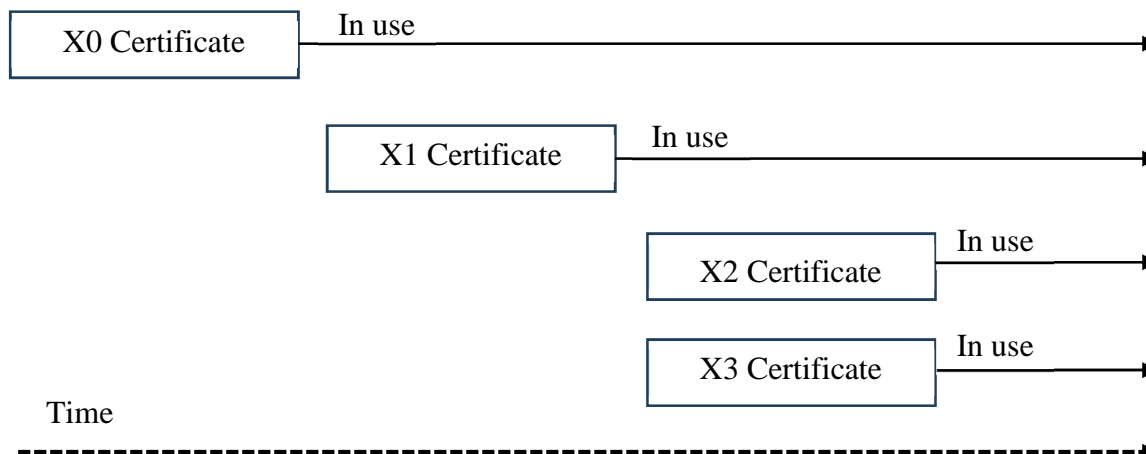 X0 Certificate In use
X1 Certificate In use
X2 Certificate In use
X3 Certificate In use
Time